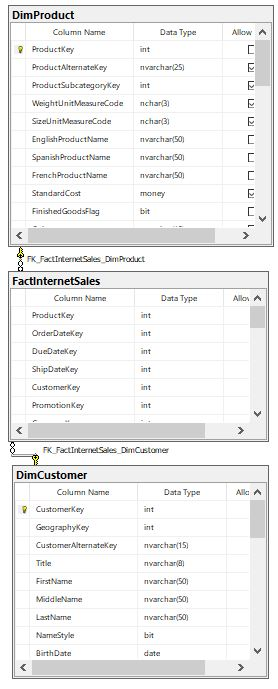 DimProduct
Column Name Data Type Allow
ProductKey int
ProductAlternateKey nvarchar(25)
ProductSubcategoryKey int
WeightUnitMeasureCode nchar(3)
SizeUnitMeasureCode nchar(3)
EnglishProductName nvarchar(50)
SpanishProductName nvarchar(50)
FrenchProductName nvarchar(50)
StandardCost money
FinishedGoodsFlag bit
FK_FactInternetSales_DimProduct
FactInternetSales
Column Name Data Type Allow
ProductKey int
OrderDateKey int
DueDateKey int
ShipDateKey int
CustomerKey int
PromotionKey int
FK_FactInternetSales_DimCustomer
DimCustomer
Column Name Data Type Allo
CustomerKey int
GeographyKey int
CustomerAlternateKey nvarchar(15)
Title nvarchar(8)
FirstName nvarchar(50)
MiddleName nvarchar(50)
LastName nvarchar(50)
NameStyle bit
BirthDate date